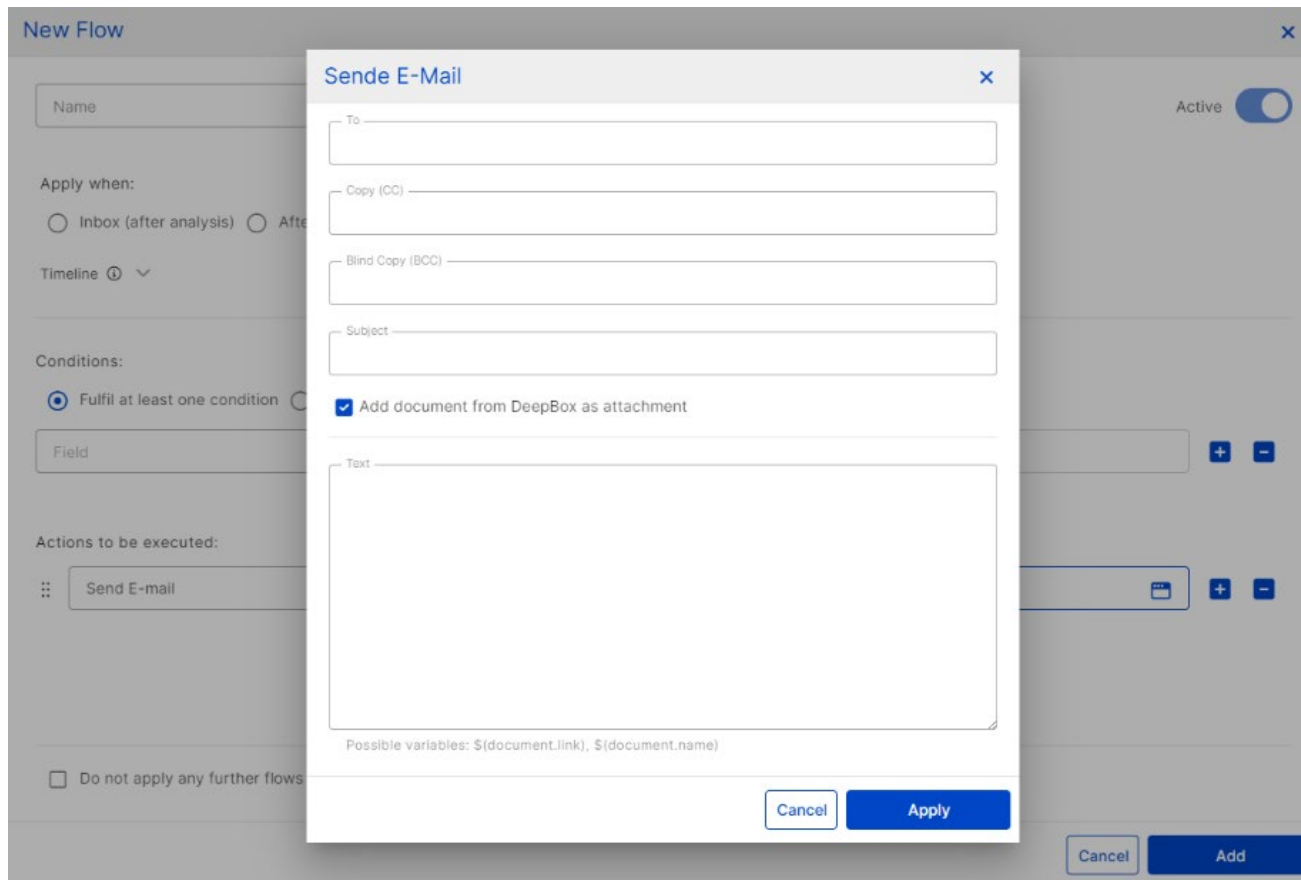 New Flow
Sende E-Mail
Name
Active
To
Copy (CC)
Apply when:
Inbox (after analysis)
Blind Copy (BCC)
Timeline
Subject
Conditions:
Fulfil at least one condition
Add document from DeepBox as attachment
Field
Text
Actions to be executed:
Send E-mail
Possible variables: $(document.link), $(document.name)
Do not apply any further flows
Cancel Apply
Cancel Add